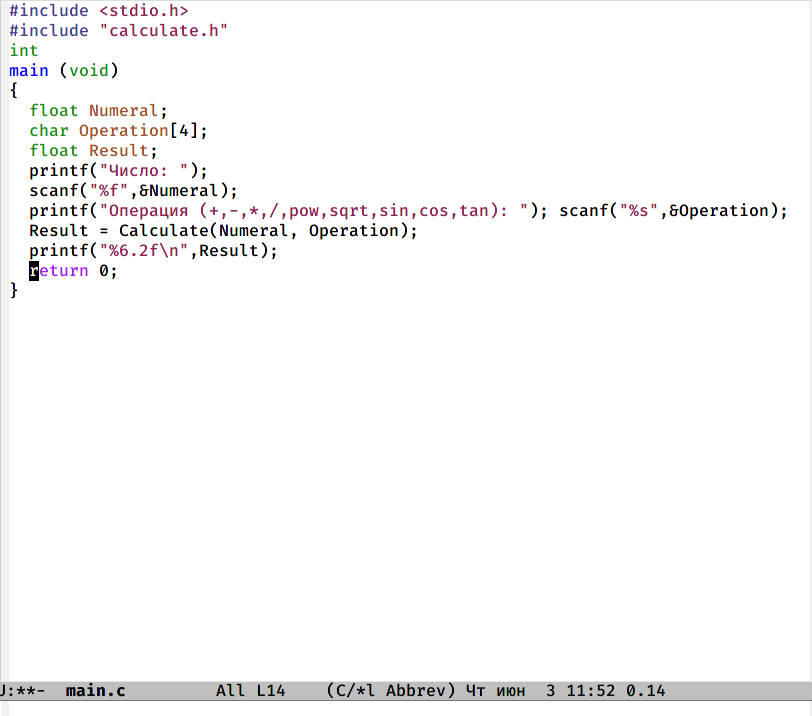 #include <stdio.h>
#include "calculate.h"
int
main (void)
{
  float Numeral;
  char Operation[4];
  float Result;
  printf("Число: ");
  scanf("%f",&Numeral);
  printf("Операция (+,-,*,/,pow,sqrt,sin,cos,tan): "); scanf("%s",&Operation);
  Result = Calculate(Numeral, Operation);
  printf("%6.2f\n",Result);
  return 0;
}
U:**-  main.c         All L14    (C/*l Abbrev) Чт июн  3 11:52 0.14